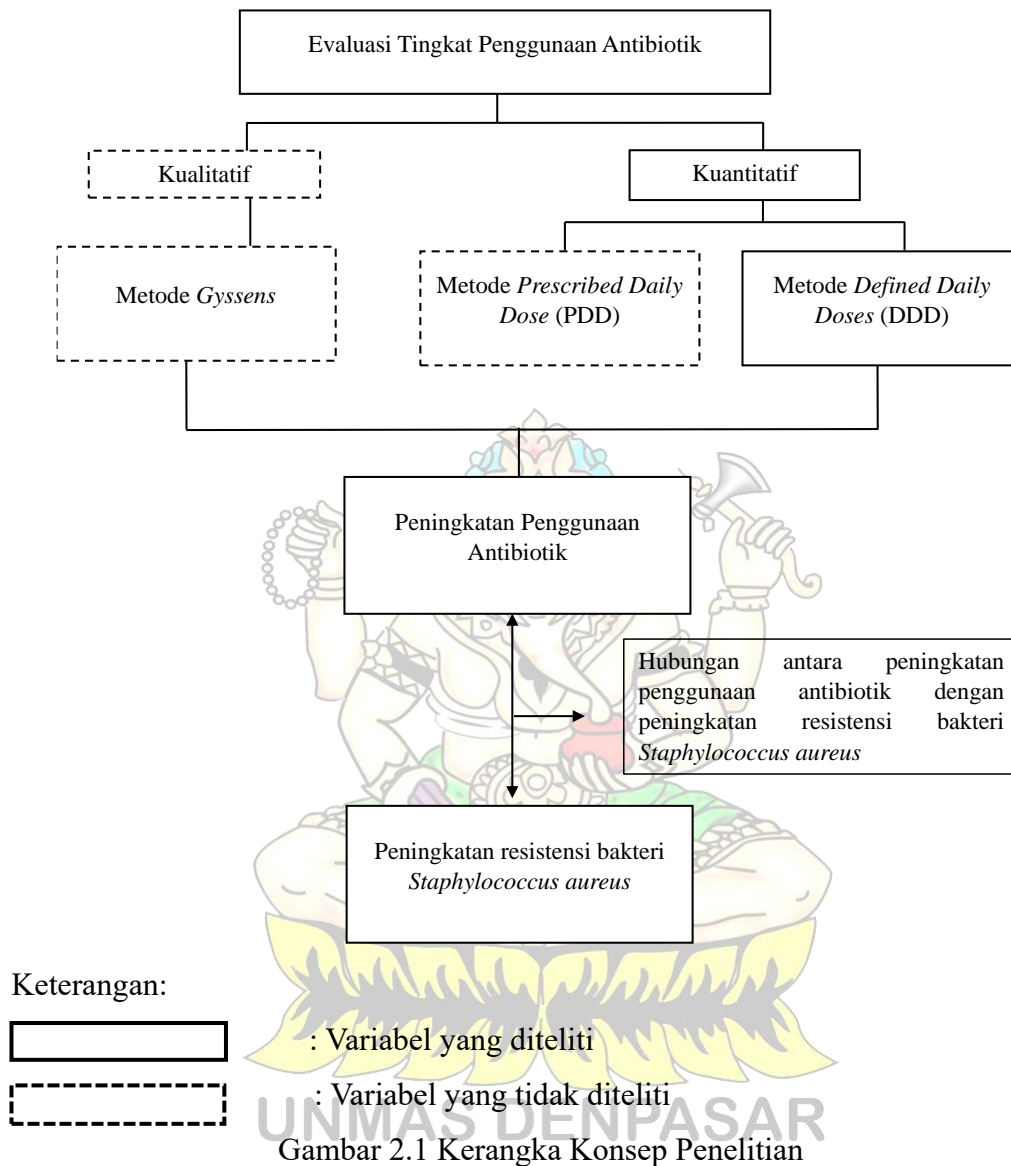 Evaluasi Tingkat Penggunaan Antibiotik
Kualitatif
Kuantitatif
Metode Gyssens
Metode Prescribed Daily
Dose (PDD)
Metode Defined Daily
Doses (DDD)
Peningkatan Penggunaan
Antibiotik
Hubungan antara peningkatan
penggunaan antibiotik dengan
peningkatan resistensi bakteri
Staphylococcus aureus
Peningkatan resistensi bakteri
Staphylococcus aureus
Keterangan:
: Variabel yang diteliti
: Variabel yang tidak diteliti
UNMAS DENPASAR
Gambar 2.1 Kerangka Konsep Penelitian